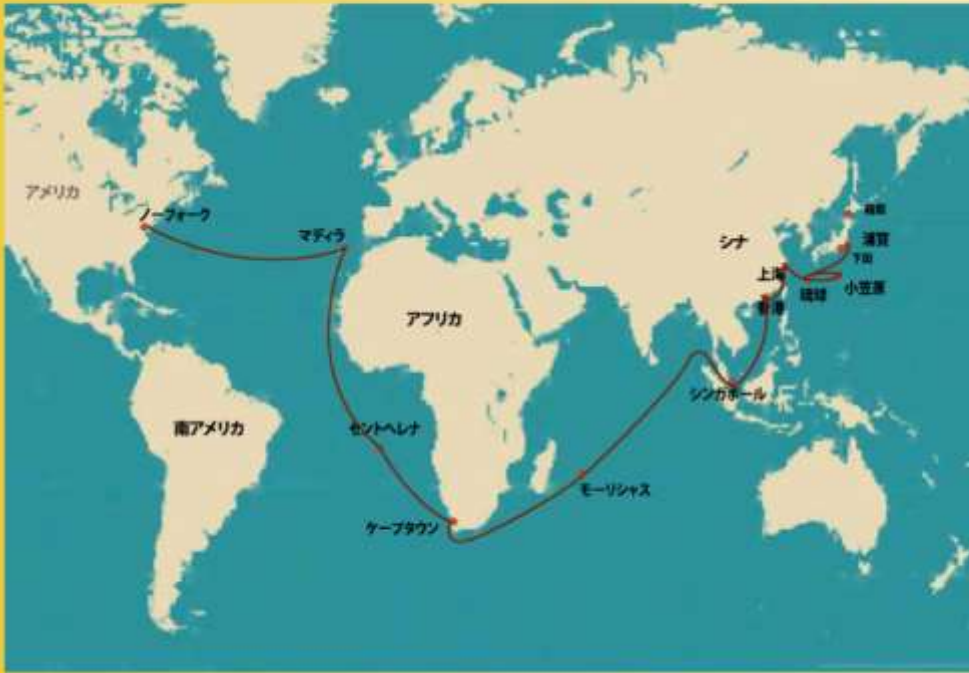 アメリカ
ノーフォーク
マディラ
シナ
浦賀
下田
上海
琉球
小笠原
香港
アフリカ
シンガポール
南アメリカ
セントヘレナ
モーリシャス
ケープタウン